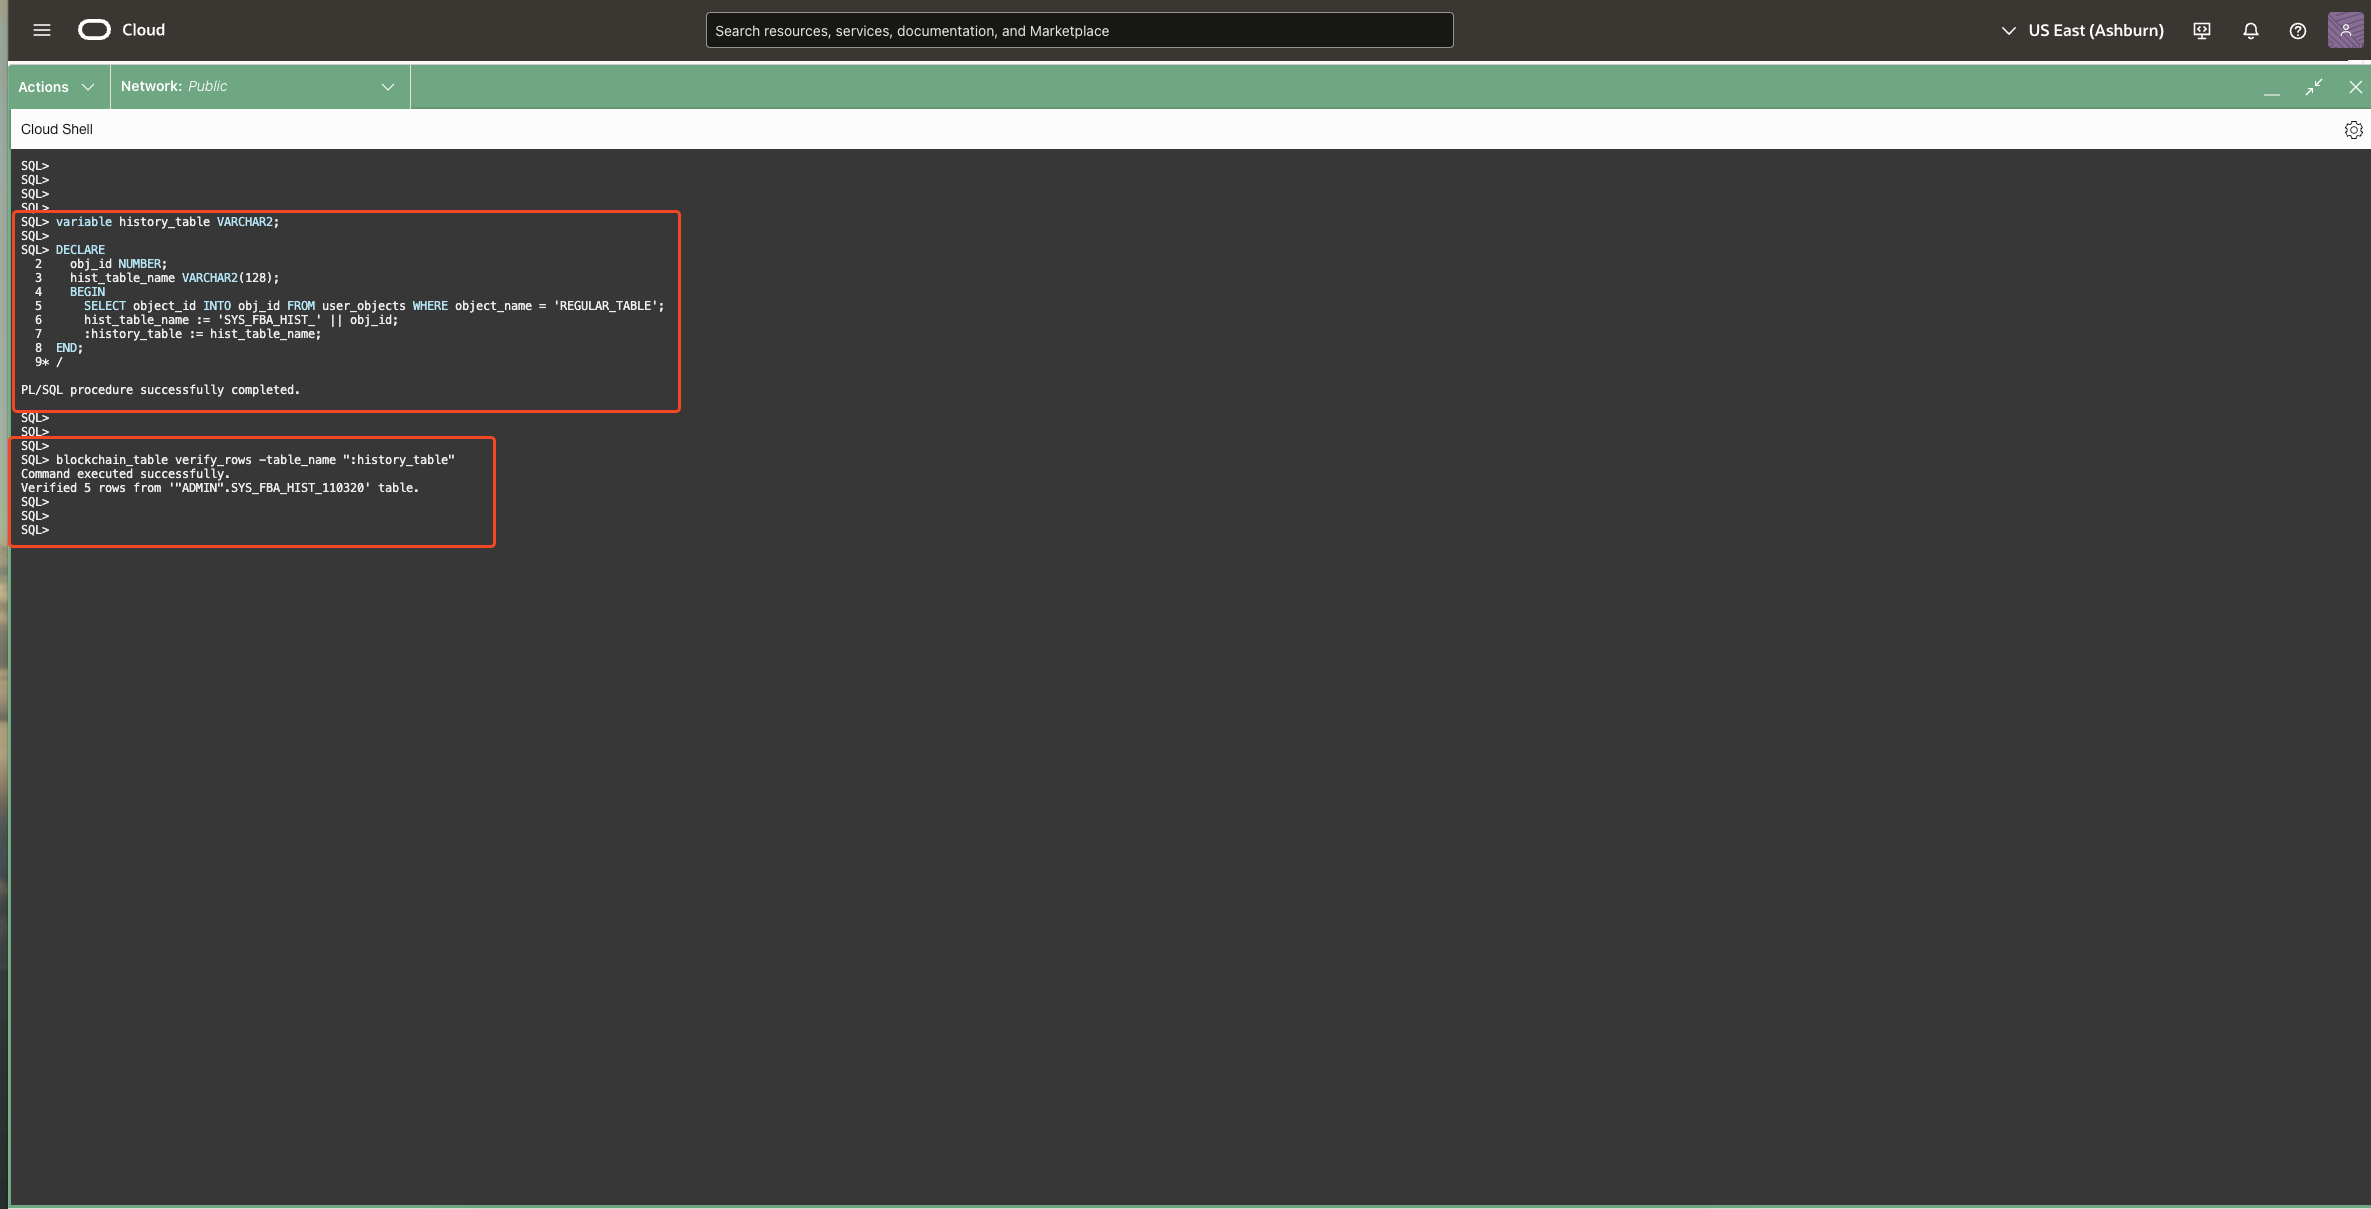 Cloud
Search resources, services, documentation, and Marketplace
US East (Ashburn)
Actions
Network: Public
Cloud Shell
SQL>
SQL>
SQL>
SQL>
SQL> variable history_table VARCHAR2;
SQL>
SQL> DECLARE
  2    obj_id NUMBER;
  3    hist_table_name VARCHAR2(128);
  4    BEGIN
  5      SELECT object_id INTO obj_id FROM user_objects WHERE object_name = 'REGULAR_TABLE';
  6      hist_table_name := 'SYS_FBA_HIST_' || obj_id;
  7      :history_table := hist_table_name;
  8  END;
  9* /
PL/SQL procedure successfully completed.
SQL>
SQL>
SQL>
SQL> blockchain_table verify_rows -table_name ":history_table"
Command executed successfully.
Verified 5 rows from '"ADMIN".SYS_FBA_HIST_110320' table.
SQL>
SQL>
SQL>